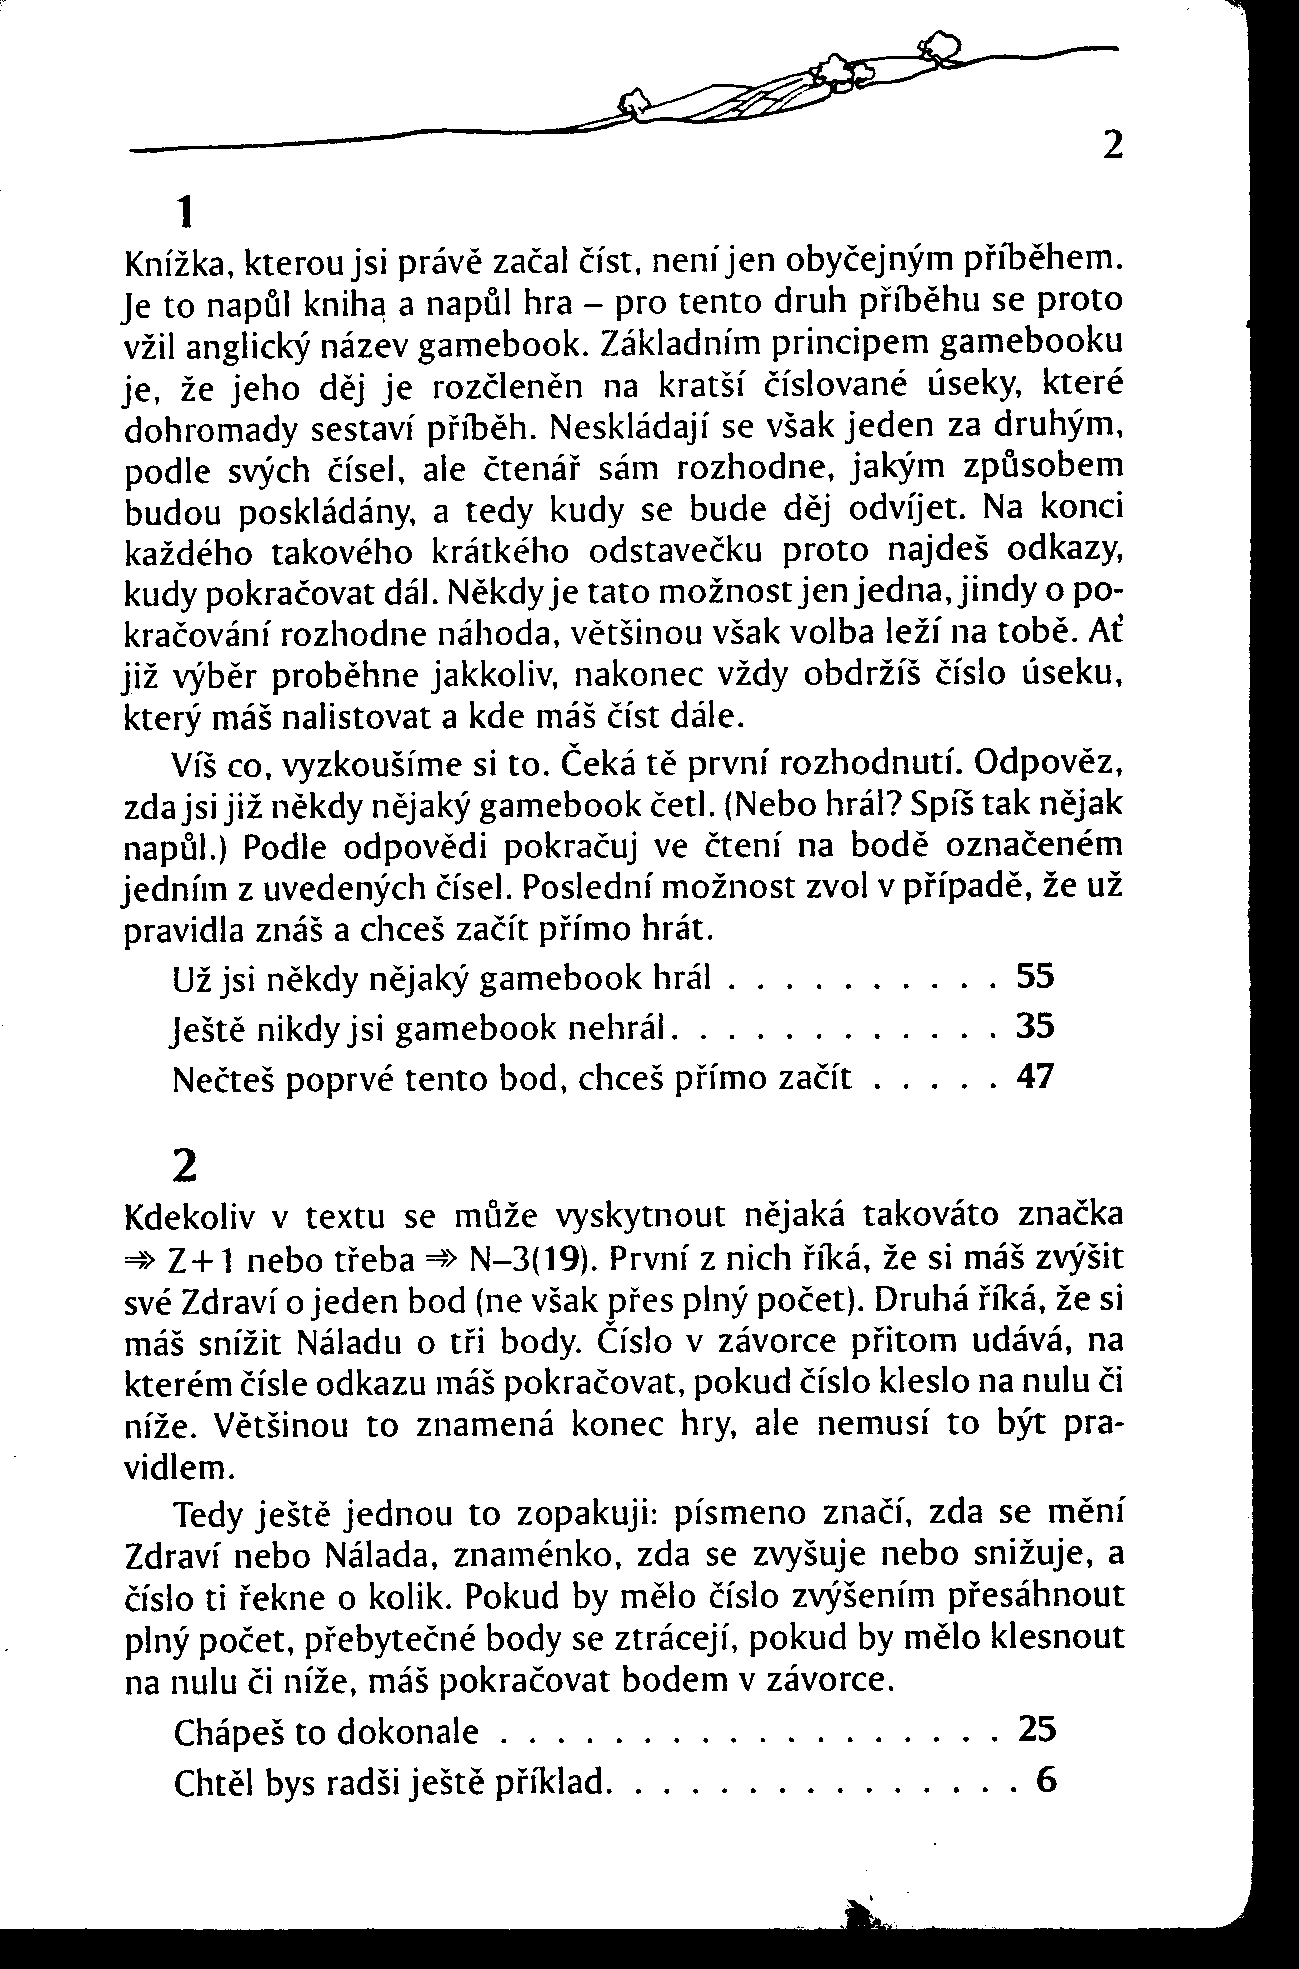 2
1
Knížka, kterou jsi právě začal číst, není jen obyčejným příběhem.
Je to napůl kniha a napůl hra – pro tento druh příběhu se proto
vžil anglický název gamebook. Základním principem gamebooku
je, že jeho děj je rozčleněn na kratší číslované úseky, které
dohromady sestaví příběh. Neskládají se však jeden za druhým,
podle svých čísel, ale čtenář sám rozhodne, jakým způsobem
budou poskládány, a tedy kudy se bude děj odvíjet. Na konci
každého takového krátkého odstavečku proto najdeš odkazy,
kudy pokračovat dál. Někdy je tato možnost jen jedna, jindy o po-
kračování rozhodne náhoda, většinou však volba leží na tobě. Ať
již výběr proběhne jakkoliv, nakonec vždy obdržíš číslo úseku,
který máš nalistovat a kde máš číst dále.
Víš co, vyzkoušíme si to. Čeká tě první rozhodnutí. Odpověz,
zda jsi již někdy nějaký gamebook četl. (Nebo hrál? Spíš tak nějak
napůl.) Podle odpovědi pokračuj ve čtení na bodě označeném
jedním z uvedených čísel. Poslední možnost zvol v případě, že už
pravidla znáš a chceš začít přímo hrát.
Už jsi někdy nějaký gamebook hrál . . . . . . . . . . 55
Ještě nikdy jsi gamebook nehrál. . . . . . . . . . . . 35
Nečteš poprvé tento bod, chceš přímo začít . . . . . 47
2
Kdekoliv v textu se může vyskytnout nějaká takováto značka
⇒ Z+1 nebo třeba ⇒ N–3(19). První z nich říká, že si máš zvýšit
své Zdraví o jeden bod (ne však přes plný počet). Druhá říká, že si
máš snížit Náladu o tři body. Číslo v závorce přitom udává, na
kterém čísle odkazu máš pokračovat, pokud číslo kleslo na nulu či
níže. Většinou to znamená konec hry, ale nemusí to být pra-
vidlem.
Tedy ještě jednou to zopakuji: písmeno značí, zda se mění
Zdraví nebo Nálada, znaménko, zda se zvyšuje nebo snižuje, a
číslo ti řekne o kolik. Pokud by mělo číslo zvýšením přesáhnout
plný počet, přebytečné body se ztrácejí, pokud by mělo klesnout
na nulu či níže, máš pokračovat bodem v závorce.
Chápeš to dokonale . . . . . . . . . . . . . . . . . . 25
Chtěl bys radši ještě příklad. . . . . . . . . . . . . . . 6